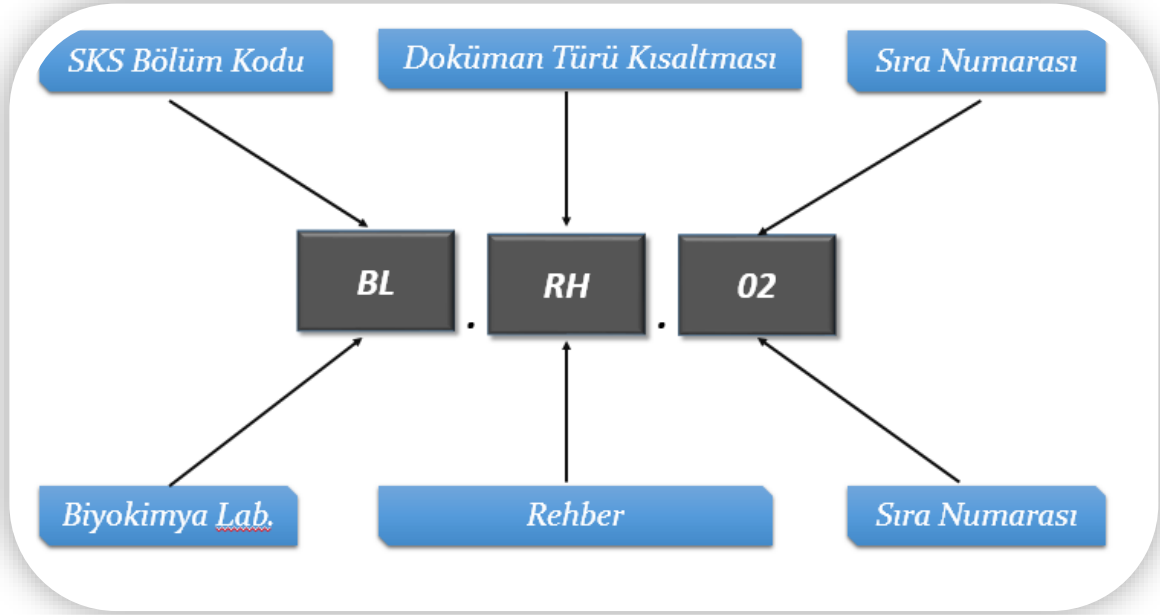 SKS Bölüm Kodu
Doküman Türü Kısaltması
Sıra Numarası
BL . RH . 02
Biyokimya Lab.
Rehber
Sıra Numarası